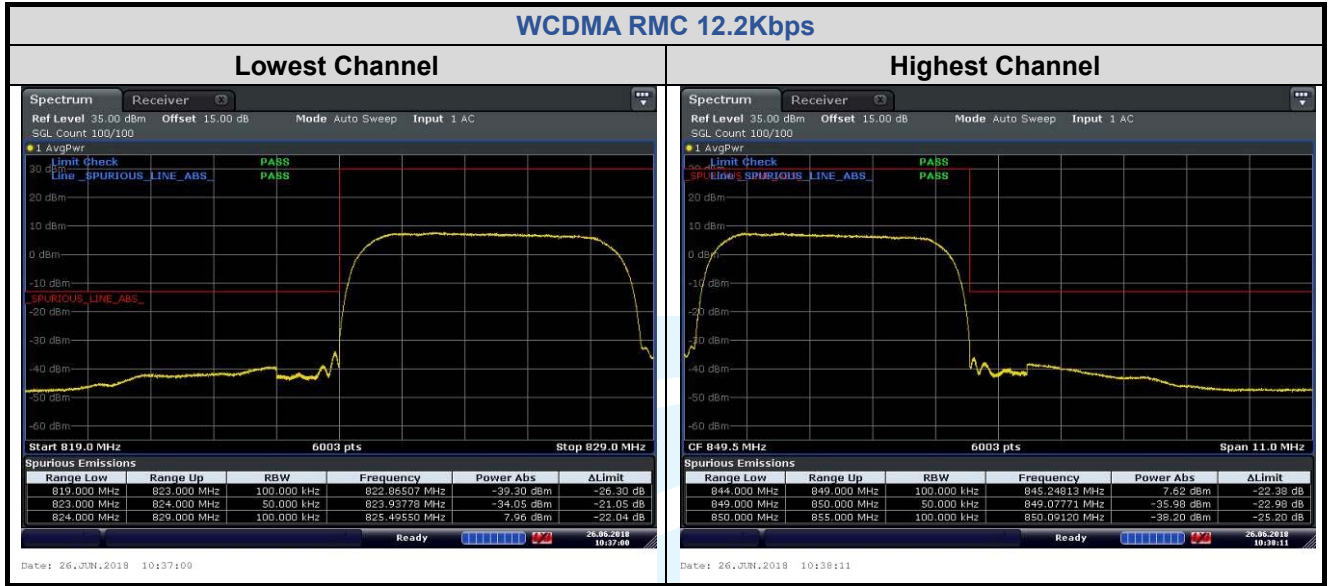 WCDMA RMC 12.2Kbps
Lowest Channel
Spectrum Receiver
Ref Level 35.00 dBm Offset 15.00 dB Mode Auto Sweep Input 1 AC
SGL Count 100/100
1 AvgPwr
Limit Check PASS
30 dBm
Line _SPURIOUS_LINE_ABS_ PASS
20 dBm
10 dBm
0 dBm
-10 dBm
_SPURIOUS_LINE_ABS_
-20 dBm
-30 dBm
-40 dBm
-50 dBm
-60 dBm
Start 819.0 MHz 6003 pts Stop 829.0 MHz
Spurious Emissions
Range Low Range Up RBW Frequency Power Abs ΔLimit
819.000 MHz 823.000 MHz 100.000 kHz 822.86507 MHz -39.30 dBm -26.30 dB
823.000 MHz 824.000 MHz 50.000 kHz 823.93778 MHz -34.05 dBm -21.05 dB
824.000 MHz 829.000 MHz 100.000 kHz 825.49550 MHz 7.96 dBm -22.04 dB
Ready 26.06.2018
10:37:00
Date: 26.JUN.2018 10:37:00
Highest Channel
Spectrum Receiver
Ref Level 35.00 dBm Offset 15.00 dB Mode Auto Sweep Input 1 AC
SGL Count 100/100
1 AvgPwr
Limit Check PASS
Line _SPURIOUS_LINE_ABS_ PASS
20 dBm
10 dBm
0 dBm
-10 dBm
-20 dBm
-30 dBm
-40 dBm
-50 dBm
-60 dBm
CF 849.5 MHz 6003 pts Span 11.0 MHz
Spurious Emissions
Range Low Range Up RBW Frequency Power Abs ΔLimit
844.000 MHz 849.000 MHz 100.000 kHz 845.24813 MHz 7.62 dBm -22.38 dB
849.000 MHz 850.000 MHz 50.000 kHz 849.07771 MHz -35.98 dBm -22.98 dB
850.000 MHz 855.000 MHz 100.000 kHz 850.09120 MHz -38.20 dBm -25.20 dB
Ready 26.06.2018
10:38:11
Date: 26.JUN.2018 10:38:11